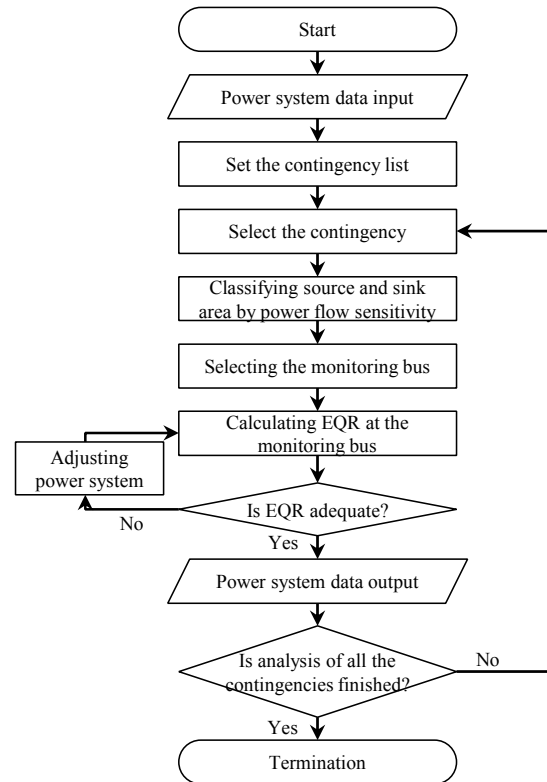 Start
Power system data input
Set the contingency list
Select the contingency
Classifying source and sink
area by power flow sensitivity
Selecting the monitoring bus
Calculating EQR at the
monitoring bus
Adjusting
power system
Is EQR adequate?
No
Yes
Power system data output
Is analysis of all the
contingencies finished?
No
Yes
Termination